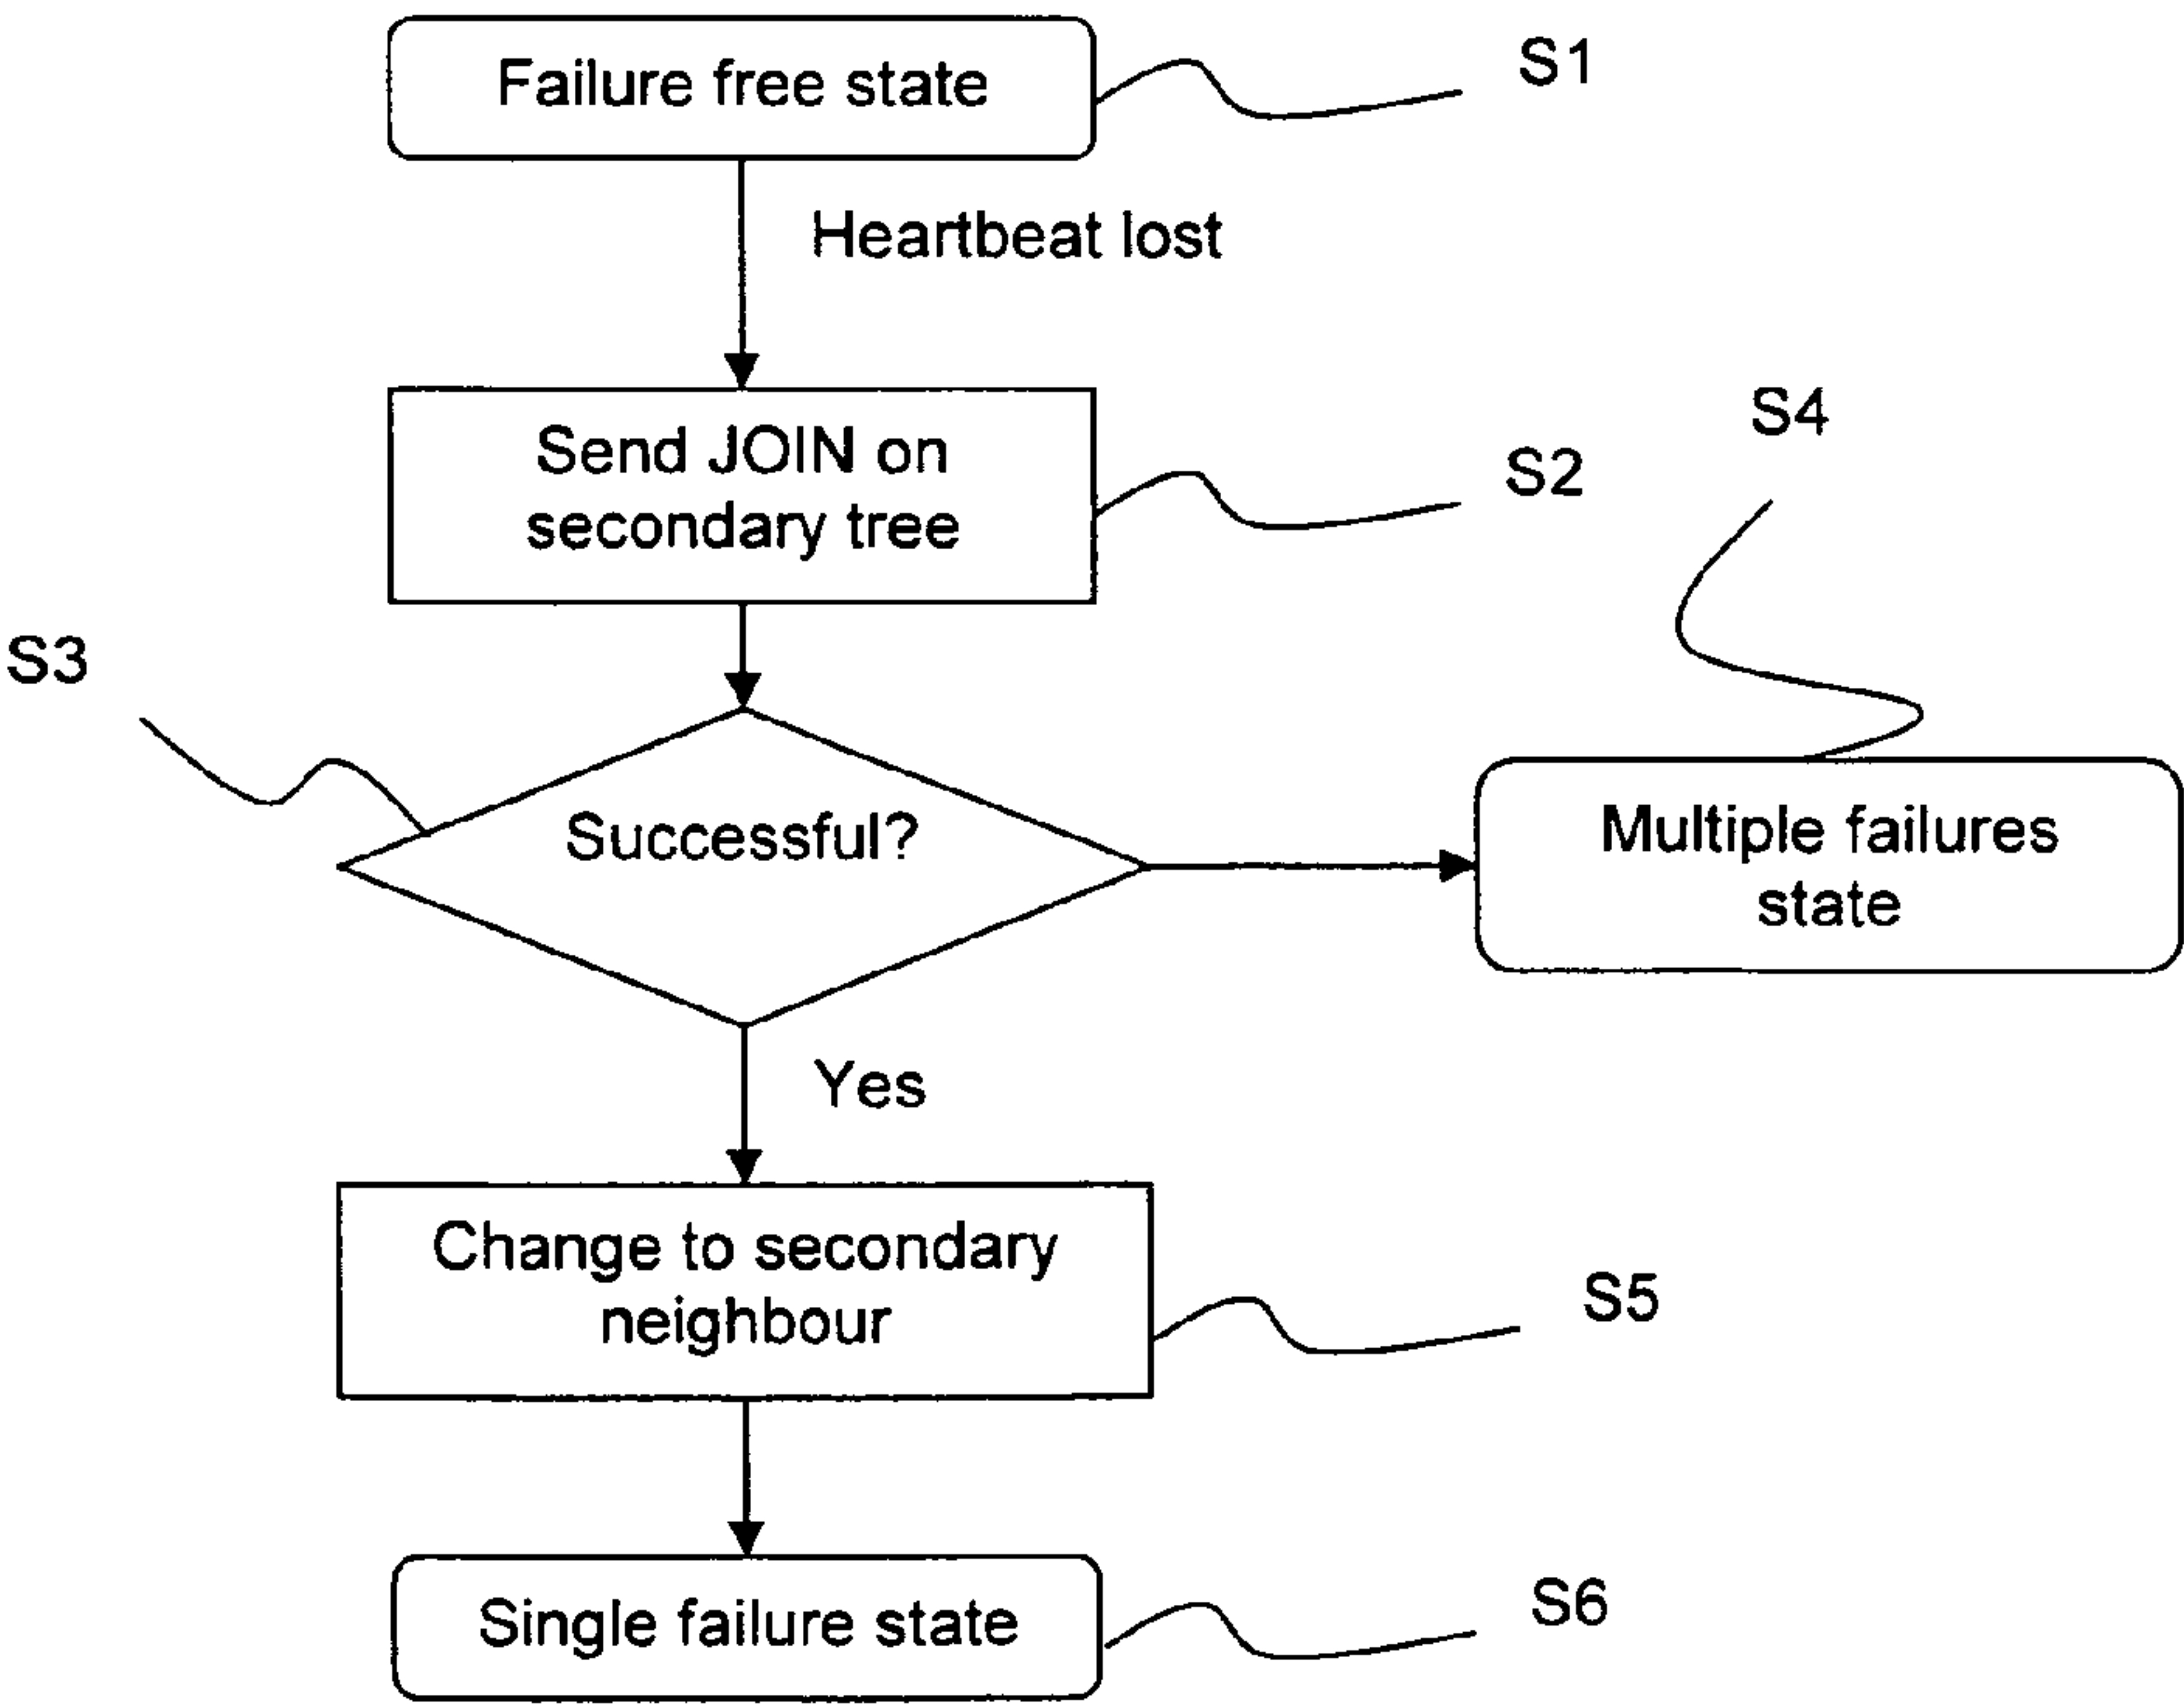 Failure free state
S1
Heartbeat lost
Send JOIN on
secondary tree
S2
S4
S3
Successful?
Multiple failures
state
Yes
Change to secondary
neighbour
S5
Single failure state
S6